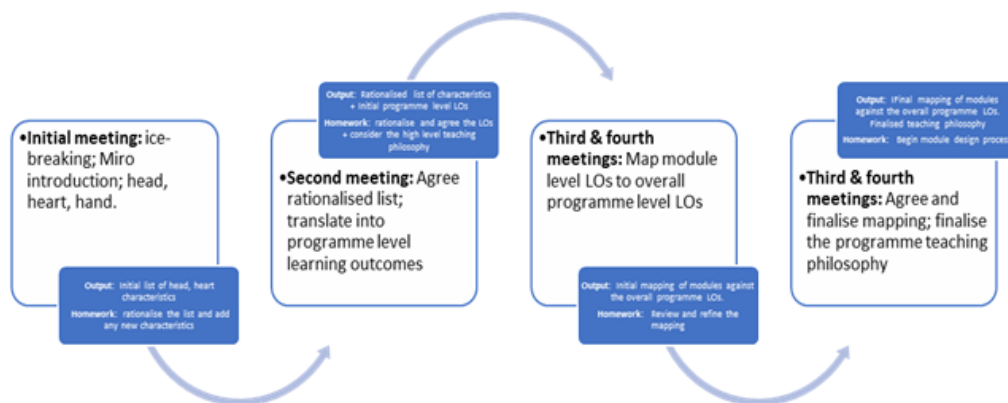 •Initial meeting: ice-
breaking; Miro
introduction; head,
heart, hand.
Output: Initial list of head, heart
characteristics
Homework: rationalise the list and add
any new characteristics
Output: Rationalised list of characteristics
+ Initial programme level LOs
Homework: rationalise and agree the LOs
+ consider the high level teaching
philosophy
•Second meeting: Agree
rationalised list;
translate into
programme level
learning outcomes
•Third & fourth
meetings: Map module
level LOs to overall
programme level LOs
Output: Initial mapping of modules against
the overall programme LOs.
Homework: Review and refine the
mapping
Output: IFinal mapping of modules
against the overall programme LOs.
Finalised teaching philosophy
Homework: Begin module design process
•Third & fourth
meetings: Agree and
finalise mapping; finalise
the programme teaching
philosophy